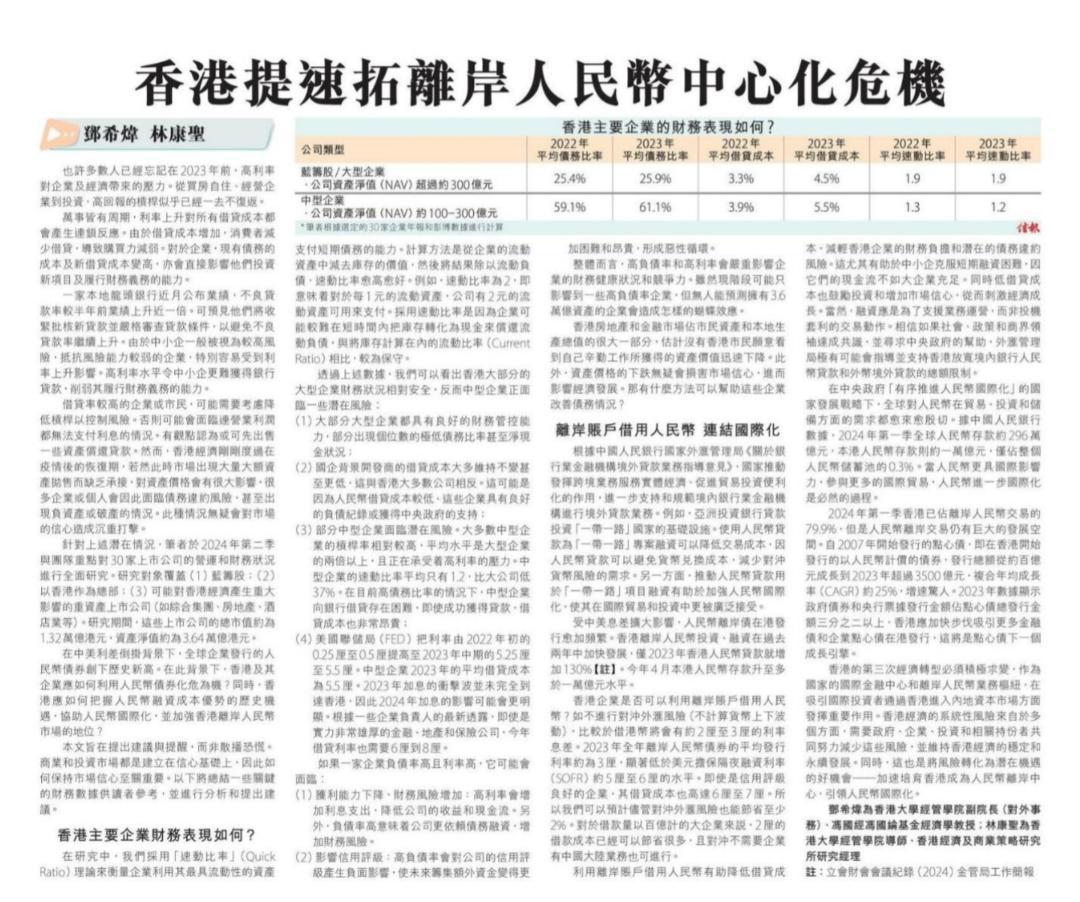 香港提速拓離岸人民幣中心化危機
鄧希煒 林康聖
香港主要企業的財務表現如何？
公司類型 2022年平均債務比率 2023年平均債務比率 2022年平均借貸成本 2023年平均借貸成本 2022年平均速動比率 2023年平均速動比率
藍籌股/大型企業
‧公司資產淨值（NAV）超過約300億元 25.4% 25.9% 3.3% 4.5% 1.9 1.9
中型企業
‧公司資產淨值（NAV）約100-300億元 59.1% 61.1% 3.9% 5.5% 1.3 1.2
*筆者根據選定的30家企業年報和彭博數據進行計算
信報
也許多數人已經忘記在2023年前，高利率
對企業及經濟帶來的壓力。從買房自住、經營企
業到投資，高回報的槓桿似乎已經一去不復返。
萬事皆有周期，利率上升對所有借貸成本都
會產生連鎖反應。由於借貸成本增加，消費者減
少借貸，導致購買力減弱。對於企業，現有債務的
成本及新借貸成本變高，亦會直接影響他們投資
新項目及履行財務義務的能力。
一家本地龍頭銀行近月公布業績，不良貸
款率較半年前業績上升近一倍。可預見他們將收
緊批核新貸款並嚴格審查貸款條件，以避免不良
貸款率繼續上升。由於中小企一般被視為較高風
險，抵抗風險能力較弱的企業，特別容易受到利
率上升影響。高利率水平令中小企更難獲得銀行
貸款，削弱其履行財務義務的能力。
借貸率較高的企業或市民，可能需要考慮降
低槓桿以控制風險。否則可能會面臨連營業利潤
都無法支付利息的情況。有觀點認為或可先出售
一些資產償還貸款。然而，香港經濟剛剛過在
疫情後的恢復期，若然此時市場出現大量大額資
產拋售而缺乏承接，對資產價格會有很大影響，很
多企業或個人會因此面臨債務違約風險，甚至出
現負資產或破產的情況。此種情況無疑會對市場
的信心造成沉重打擊。
針對上述潛在情況，筆者於2024年第二季
與團隊重點對30家上市公司的營運和財務狀況
進行全面研究。研究對象覆蓋（1）藍籌股；（2）
以香港作為總部；（3）可能對香港經濟產生重大
影響的重資產上市公司（如綜合集團、房地產、酒
店業等）。研究期間，這些上市公司的總市值約為
1.32萬億港元，資產淨值約為3.64萬億港元。
在中美利差倒掛背景下，全球企業發行的人
民幣債券創下歷史新高。在此背景下，香港及其
企業應如何利用人民幣債券化危為機？同時，香
港應如何把握人民幣融資成本優勢的歷史機
遇，協助人民幣國際化，並加強香港離岸人民幣
市場的地位？
本文旨在提出建議與提醒，而非散播恐慌。
商業和投資市場都是建立在信心基礎上，因此如
何保持市場信心至關重要。以下將總結一些關鍵
的財務數據供讀者參考，並進行分析和提出建
議。
香港主要企業財務表現如何？
在研究中，我們採用「速動比率」（Quick
Ratio）理論來衡量企業利用其最具流動性的資產
支付短期債務的能力。計算方法是從企業的流動
資產中減去庫存的價值，然後將結果除以流動負
債，速動比率愈高愈好。例如，速動比率為2，即
意味着對於每1元的流動資產，公司有2元的流
動資產可用來支付。採用速動比率是因為企業可
能較難在短時間內把庫存轉化為現金來償還流
動負債，與將庫存計算在內的流動比率（Current
Ratio）相比，較為保守。
透過上述數據，我們可以看出香港大部分的
大型企業財務狀況相對安全，反而中型企業正面
臨一些潛在風險：
（1）大部分大型企業都具有良好的財務管控能
力，部分出現個位數的極低債務比率甚至淨現
金狀況；
（2）國企背景開發商的借貸成本大多維持不變甚
至更低，這與香港大多數公司相反。這可能是
因為人民幣借貸成本較低，這些企業具有良好
的負債紀錄或獲得中央政府的支持；
（3）部分中型企業面臨潛在風險。大多數中型企
業的槓桿率相對較高，平均水平是大型企業
的兩倍以上，且正在承受着高利率的壓力。中
型企業的速動比率平均只有1.2，比大公司低
37%。在目前高債務比率的情況下，中型企業
向銀行借貸存在困難，即使成功獲得貸款，借
貸成本也非常昂貴；
（4）美國聯儲局（FED）把利率由2022年初的
0.25厘至0.5厘提高至2023年中期的5.25厘
至5.5厘。中型企業2023年的平均借貸成本
為5.5厘。2023年加息的衝擊波並未完全到
達香港，因此2024年加息的影響可能會更明
顯。根據一些企業負責人的最新透露，即使是
實力非常雄厚的金融、地產和保險公司，今年
借貸利率也需要6厘到8厘。
如果一家企業負債率高且利率高，它可能會
面臨：
（1）獲利能力下降，財務風險增加：高利率會增
加利息支出，降低公司的收益和現金流。另
外，負債率高意味着公司更依賴債務融資，增
加財務風險。
（2）影響信用評級：高負債率會對公司的信用評
級產生負面影響，使未來籌集額外資金變得更
加困難和昂貴，形成惡性循環。
整體而言，高負債率和高利率會嚴重影響企
業的財務健康狀況和競爭力。雖然現階段可能只
影響到一些高負債率企業，但無人能預測擁有3.6
萬億資產的企業會造成怎樣的蝴蝶效應。
香港房地產和金融市場佔市民資產和本地生
產總值的很大一部分，估計沒有香港市民願意看
到自己辛勤工作所獲得的資產價值迅速下降。此
外，資產價格的下跌無疑會損害市場信心，進而
影響經濟發展。那有什麼方法可以幫助這些企業
改善債務情況？
離岸賬戶借用人民幣 連結國際化
根據中國人民銀行國家外匯管理局《關於銀
行業金融機構境外貸款業務指導意見》，國家推動
發揮跨境業務服務實體經濟、促進貿易投資便利
化的作用，進一步支持和規範境內銀行業金融機
構進行境外貸款業務。例如，亞洲投資銀行貸款
投資「一帶一路」國家的基礎設施。使用人民幣貸
款為「一帶一路」專案融資可以降低交易成本，因
人民幣貸款可以避免貨幣兌換成本，減少對沖
貨幣風險的需求。另一方面，推動人民幣貸款用
於「一帶一路」項目融資有助於加強人民幣國際
化，使其在國際貿易和投資中更被廣泛接受。
受中美息差擴大影響，人民幣離岸債在港發
行愈加頻繁。香港離岸人民幣投資、融資在過去
兩年中加快發展，僅2023年香港人民幣貸款就增
加130%【註】。今年4月本港人民幣存款升至多
於一萬億元水平。
香港企業是否可以利用離岸賬戶借用人民
幣？如不進行對沖外滙風險（不計算貨幣上下波
動），比較於借港幣將會有約2厘至3厘的利率
息差。2023年全年離岸人民幣債券的平均發行
利率約為3厘，顯著低於美元擔保隔夜融資利率
（SOFR）約5厘至6厘的水平。即使是信用評級
良好的企業，其借貸成本也高達6厘至7厘。所
以我們可以預計儘管對沖外滙風險也能節省至少
2%。對於借款量以百億計的大企業來說，2厘的
借款成本已經可以節省很多，且對沖不需要企業
有中國大陸業務也可進行。
利用離岸賬戶借用人民幣有助降低借貸成
本，減輕香港企業的財務負擔和潛在的債務違約
風險。這尤其有助於中小企克服短期融資困難，因
它們的現金流不如大企業充足。同時低借貸成
本也鼓勵投資和增加市場信心，從而刺激經濟成
長。當然，融資應是為了支援業務運營，而非投機
套利的交易動作。相信如果社會、政策和商界領
袖達成共識，並尋求中央政府的幫助，外匯管理
局極有可能會指導並支持香港放寬境內銀行人民
幣貸款和外幣境外貸款的總額限制。
在中央政府「有序推進人民幣國際化」的國
家發展戰略下，全球對人民幣在貿易、投資和儲
備方面的需求都愈來愈殷切。據中國人民銀行
數據，2024年第一季全球人民幣存款約296萬
億元，本港人民幣存款則約一萬億元，僅佔整個
人民幣儲蓄池的0.3%。當人民幣更具國際影響
力，參與更多的國際貿易，人民幣進一步國際化
是必然的過程。
2024年第一季香港已佔離岸人民幣交易的
79.9%，但是人民幣離岸交易仍有巨大的發展空
間。自2007年開始發行的點心債，即在香港開始
發行的以人民幣計價的債券，發行總額從約百億
元成長到2023年超過3500億元，複合年均成長
率（CAGR）約25%，增速驚人。2023年數據顯示
政府債券和央行票據發行金額佔點心債總發行金
額三分之二以上，香港應加快步伐吸引更多金融
債和企業點心債在港發行，這將是點心債下一個
成長引擎。
香港的第三次經濟轉型必須積極求變，作為
國家的國際金融中心和離岸人民幣業務樞紐，在
吸引國際投資者通過香港進入內地資本市場方面
發揮重要作用。香港經濟的系統性風險來自於多
個方面，需要政府、企業、投資和相關持份者共
同努力減少這些風險，並維持香港經濟的穩定和
永續發展。同時，這也是將風險轉化為潛在機遇
的好機會——加速培育香港成為人民幣離岸中
心，引領人民幣國際化。
鄧希煒為香港大學經管學院副院長（對外事
務）、馮國經馮國綸基金經濟學教授；林康聖為香
港大學經管學院導師、香港經濟及商業策略研究
所研究經理
註：立會財會會議紀錄（2024）金管局工作簡報